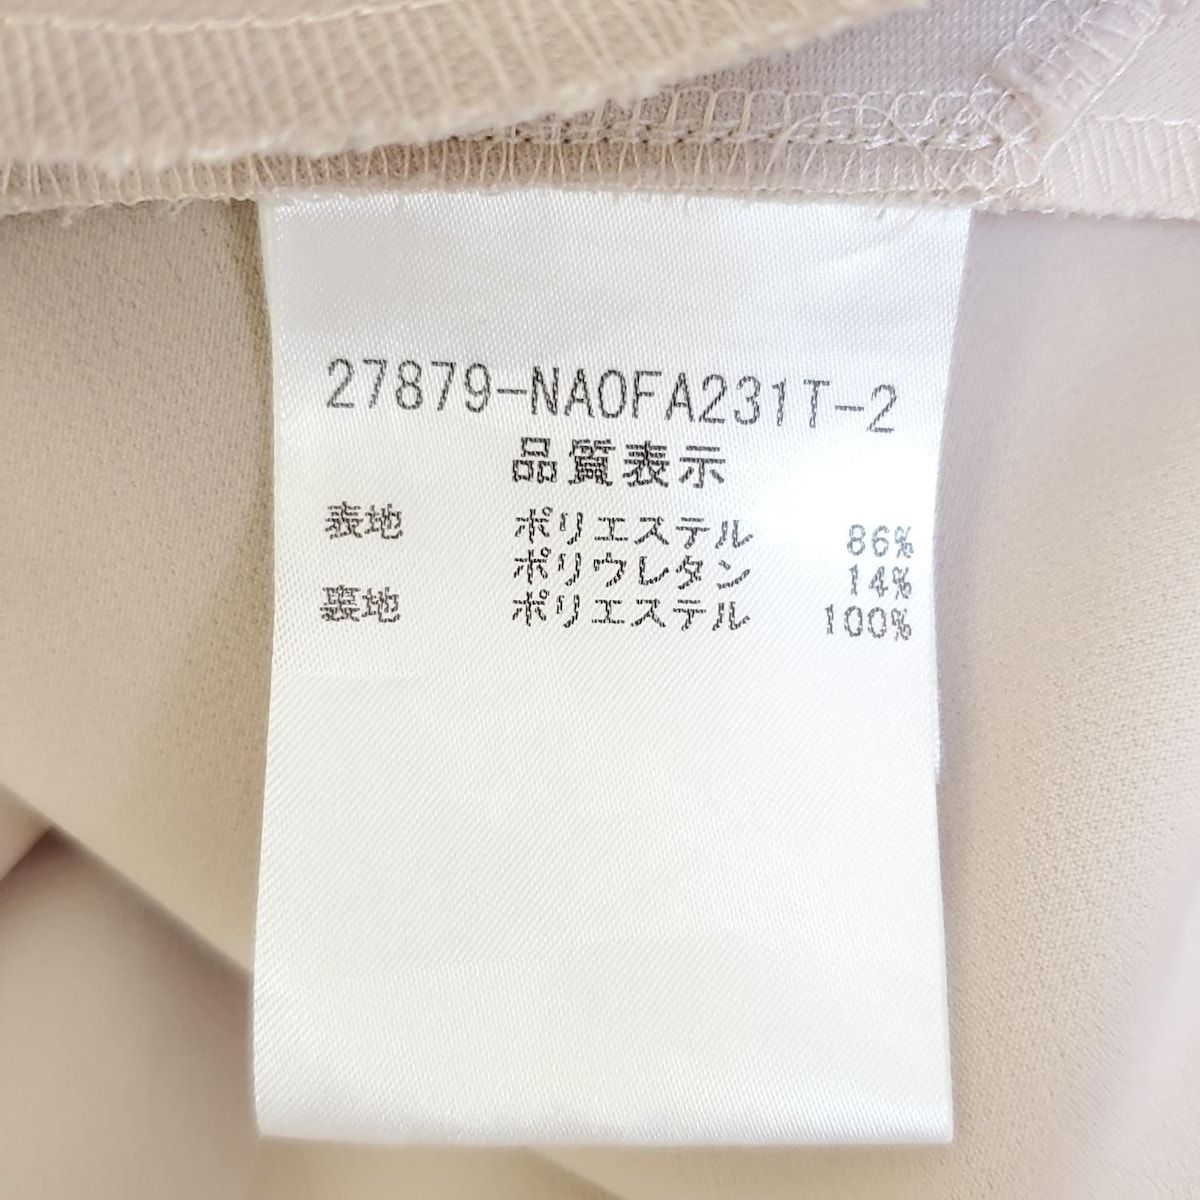 27879-NA0FA231T-2
品質表示
表地 ポリエステル 86%
ポリウレタン 14%
裏地 ポリエステル 100%